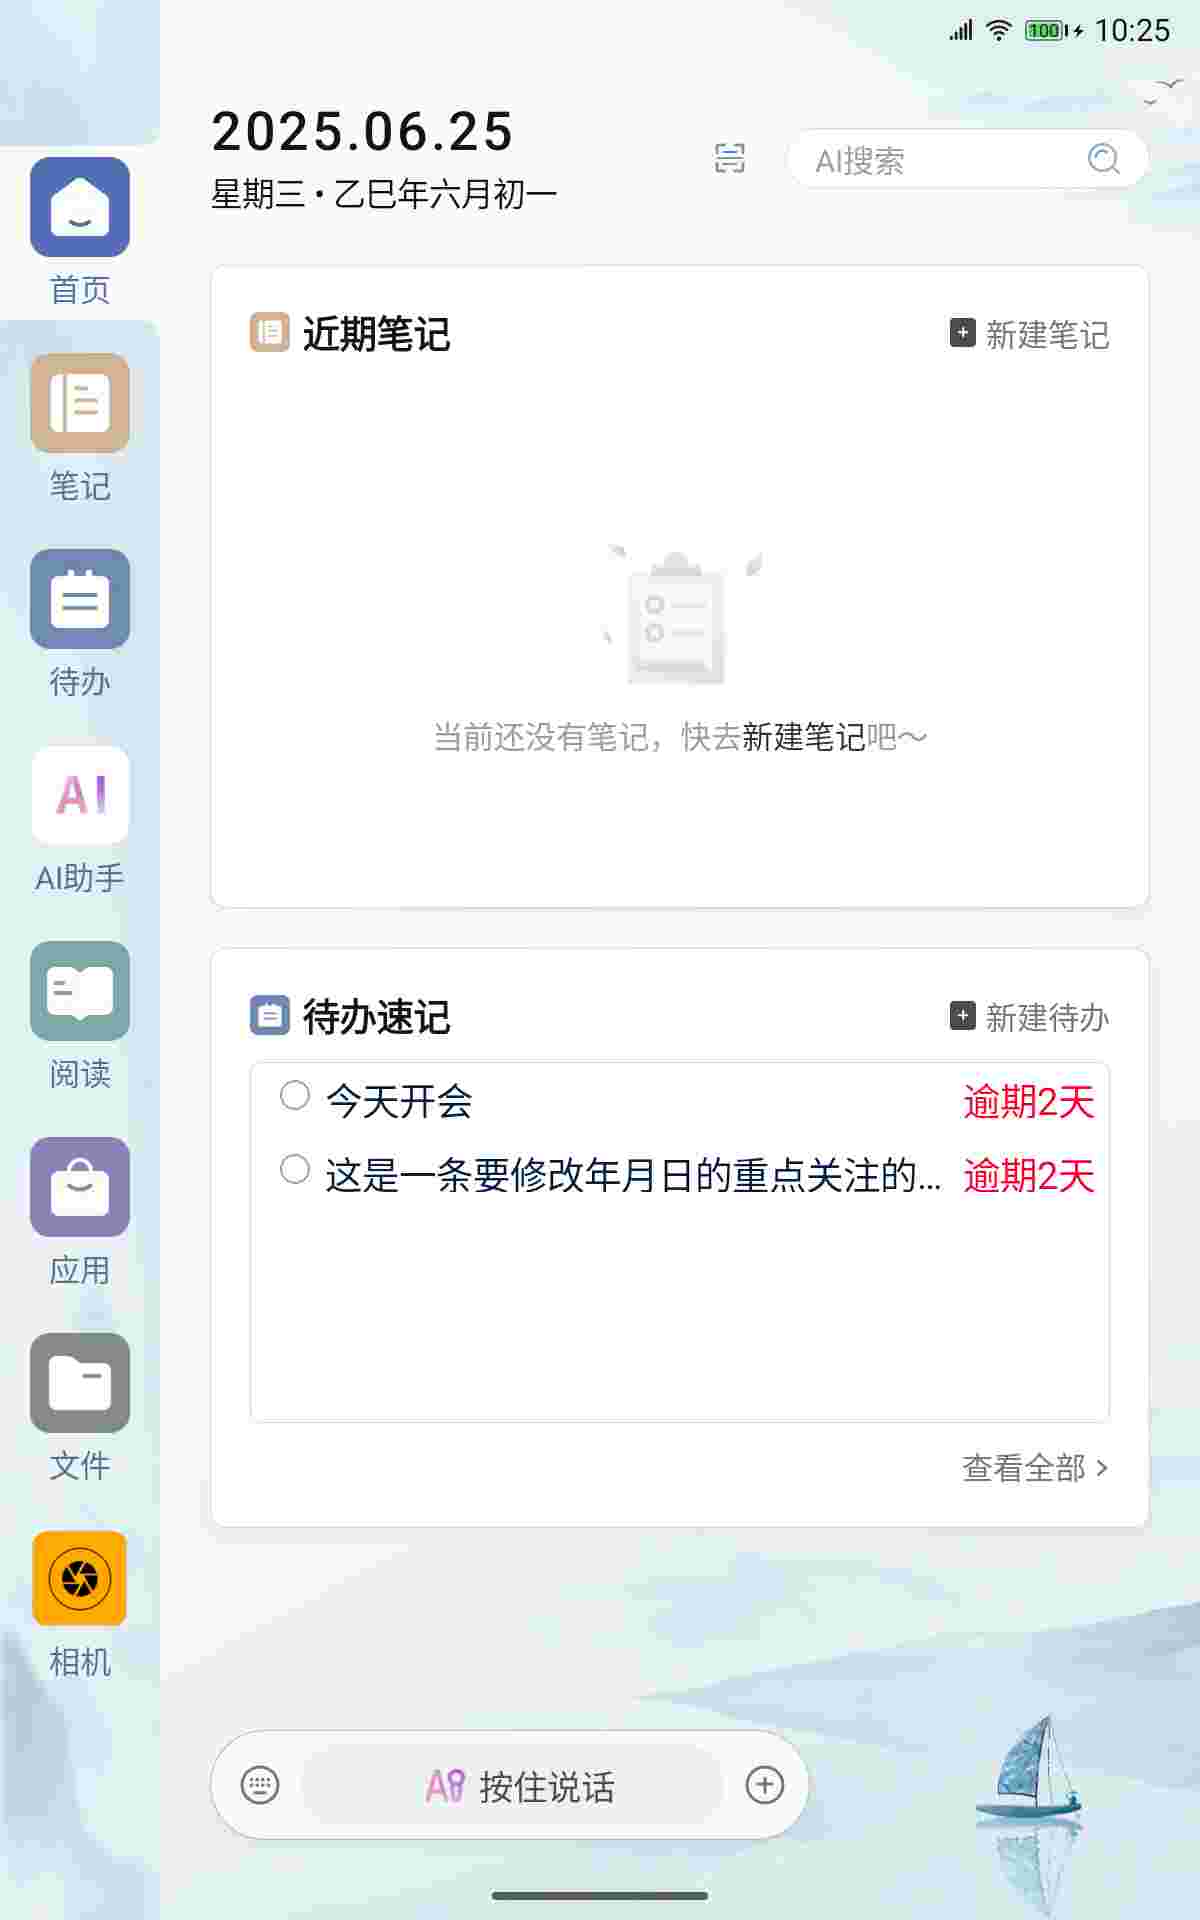 100 10:25
2025.06.25
星期三 • 乙巳年六月初一
AI搜索
首页
笔记
待办
AI
AI助手
阅读
应用
文件
相机
近期笔记
新建笔记
当前还没有笔记，快去新建笔记吧～
待办速记
新建待办
今天开会 逾期2天
这是一条要修改年月日的重点关注的... 逾期2天
查看全部 >
AI 按住说话